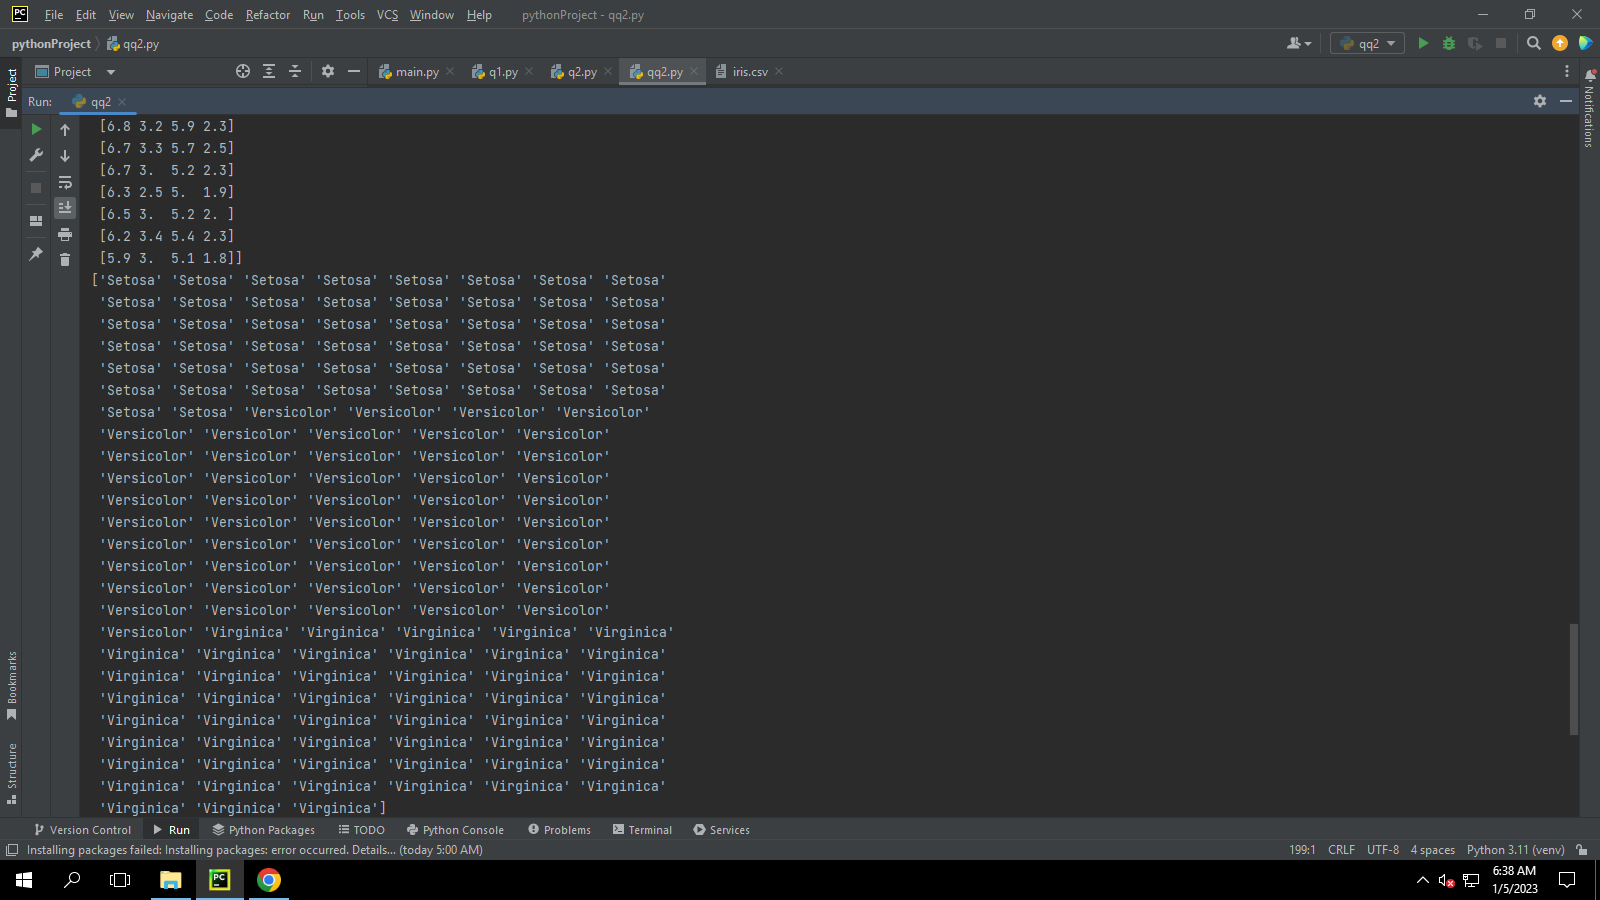 PC File Edit View Navigate Code Refactor Run Tools VCS Window Help pythonProject - qq2.py
pythonProject qq2.py qq2
Project Project main.py q1.py q2.py qq2.py iris.csv
Run: qq2
Notifications
[6.8 3.2 5.9 2.3]
[6.7 3.3 5.7 2.5]
[6.7 3.  5.2 2.3]
[6.3 2.5 5.  1.9]
[6.5 3.  5.2 2. ]
[6.2 3.4 5.4 2.3]
[5.9 3.  5.1 1.8]]
['Setosa' 'Setosa' 'Setosa' 'Setosa' 'Setosa' 'Setosa' 'Setosa' 'Setosa'
'Setosa' 'Setosa' 'Setosa' 'Setosa' 'Setosa' 'Setosa' 'Setosa' 'Setosa'
'Setosa' 'Setosa' 'Setosa' 'Setosa' 'Setosa' 'Setosa' 'Setosa' 'Setosa'
'Setosa' 'Setosa' 'Setosa' 'Setosa' 'Setosa' 'Setosa' 'Setosa' 'Setosa'
'Setosa' 'Setosa' 'Setosa' 'Setosa' 'Setosa' 'Setosa' 'Setosa' 'Setosa'
'Setosa' 'Setosa' 'Setosa' 'Setosa' 'Setosa' 'Setosa' 'Setosa' 'Setosa'
'Setosa' 'Setosa' 'Versicolor' 'Versicolor' 'Versicolor' 'Versicolor'
'Versicolor' 'Versicolor' 'Versicolor' 'Versicolor' 'Versicolor'
'Versicolor' 'Versicolor' 'Versicolor' 'Versicolor' 'Versicolor'
'Versicolor' 'Versicolor' 'Versicolor' 'Versicolor' 'Versicolor'
'Versicolor' 'Versicolor' 'Versicolor' 'Versicolor' 'Versicolor'
'Versicolor' 'Versicolor' 'Versicolor' 'Versicolor' 'Versicolor'
'Versicolor' 'Versicolor' 'Versicolor' 'Versicolor' 'Versicolor'
'Versicolor' 'Versicolor' 'Versicolor' 'Versicolor' 'Versicolor'
'Versicolor' 'Versicolor' 'Versicolor' 'Versicolor' 'Versicolor'
'Versicolor' 'Versicolor' 'Versicolor' 'Versicolor' 'Versicolor'
'Versicolor' 'Virginica' 'Virginica' 'Virginica' 'Virginica' 'Virginica'
'Virginica' 'Virginica' 'Virginica' 'Virginica' 'Virginica' 'Virginica'
'Virginica' 'Virginica' 'Virginica' 'Virginica' 'Virginica' 'Virginica'
'Virginica' 'Virginica' 'Virginica' 'Virginica' 'Virginica' 'Virginica'
'Virginica' 'Virginica' 'Virginica' 'Virginica' 'Virginica' 'Virginica'
'Virginica' 'Virginica' 'Virginica' 'Virginica' 'Virginica' 'Virginica'
'Virginica' 'Virginica' 'Virginica' 'Virginica' 'Virginica' 'Virginica'
'Virginica' 'Virginica' 'Virginica' 'Virginica' 'Virginica' 'Virginica'
'Virginica' 'Virginica' 'Virginica']
Bookmarks
Structure
Version Control Run Python Packages TODO Python Console Problems Terminal Services
Installing packages failed: Installing packages: error occurred. Details... (today 5:00 AM) 199:1 CRLF UTF-8 4 spaces Python 3.11 (venv)
PC 6:38 AM
1/5/2023